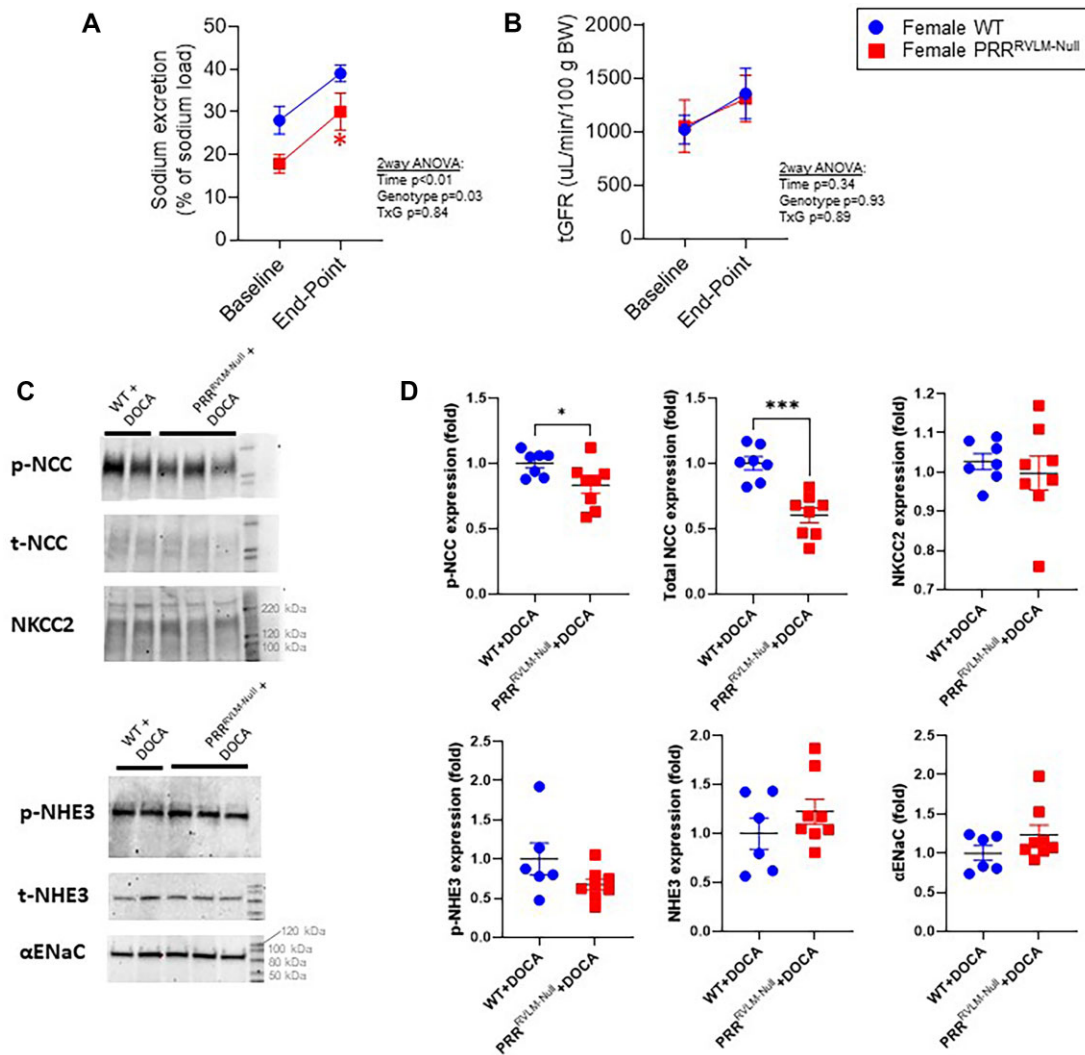 A
Sodium excretion
(% of sodium load)
50
40
30
20
10
0
Baseline
End-Point
*
2way ANOVA:
Time p<0.01
Genotype p=0.03
TxG p=0.84
B
tGFR (uL/min/100 g BW)
2000
1500
1000
500
0
Baseline
End-Point
2way ANOVA:
Time p=0.34
Genotype p=0.93
TxG p=0.89
Female WT
Female PRR^RVLM-Null
C
WT +
DOCA
PRR^RVLM-Null +
DOCA
p-NCC
t-NCC
NKCC2
220 kDa
120 kDa
100 kDa
WT +
DOCA
PRR^RVLM-Null +
DOCA
p-NHE3
t-NHE3
αENaC
120 kDa
100 kDa
80 kDa
50 kDa
D
p-NCC expression (fold)
1.5
1.0
0.5
0.0
*
WT+DOCA
PRR^RVLM-Null+DOCA
Total NCC expression (fold)
1.5
1.0
0.5
0.0
***
WT+DOCA
PRR^RVLM-Null+DOCA
NKCC2 expression (fold)
1.2
1.1
1.0
0.9
0.8
0.7
WT+DOCA
PRR^RVLM-Null+DOCA
p-NHE3 expression (fold)
2.5
2.0
1.5
1.0
0.5
0.0
WT+DOCA
PRR^RVLM-Null+DOCA
NHE3 expression (fold)
2.0
1.5
1.0
0.5
0.0
WT+DOCA
PRR^RVLM-Null+DOCA
αENaC (fold)
2.5
2.0
1.5
1.0
0.5
0.0
WT+DOCA
PRR^RVLM-Null+DOCA